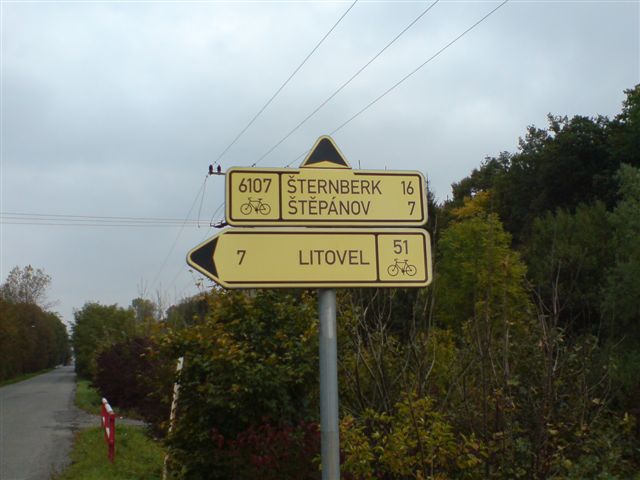 6107 ŠTERNBERK 16
ŠTĚPÁNOV 7
7 LITOVEL 51